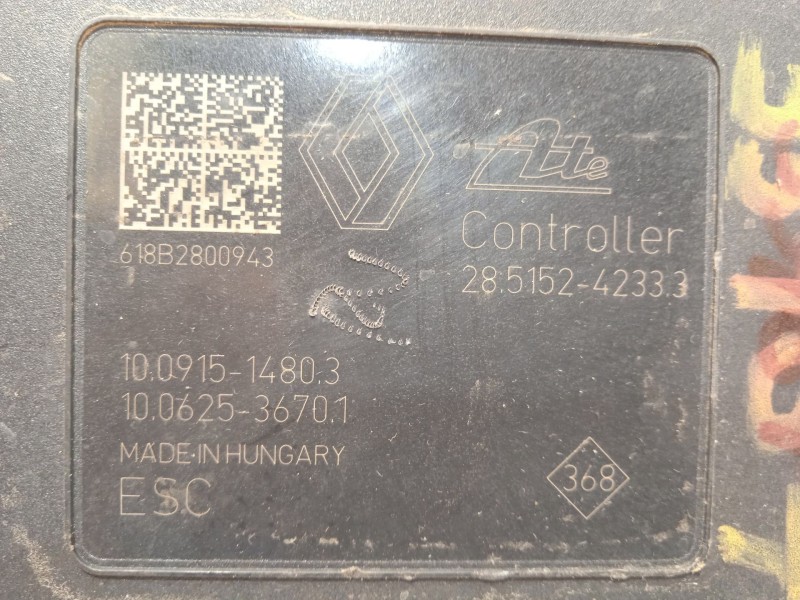 Ate
618B2800943
Controller
28.5152-4233.3
10.0915-1480.3
10.0625-3670.1
MADE·IN HUNGARY
ESC
368